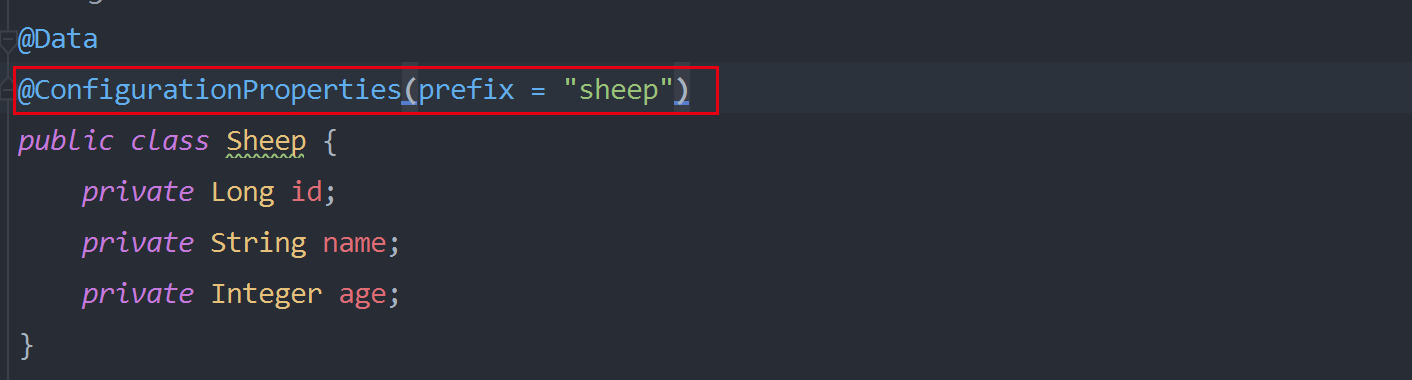 @Data
@ConfigurationProperties(prefix = "sheep")
public class Sheep {
    private Long id;
    private String name;
    private Integer age;
}